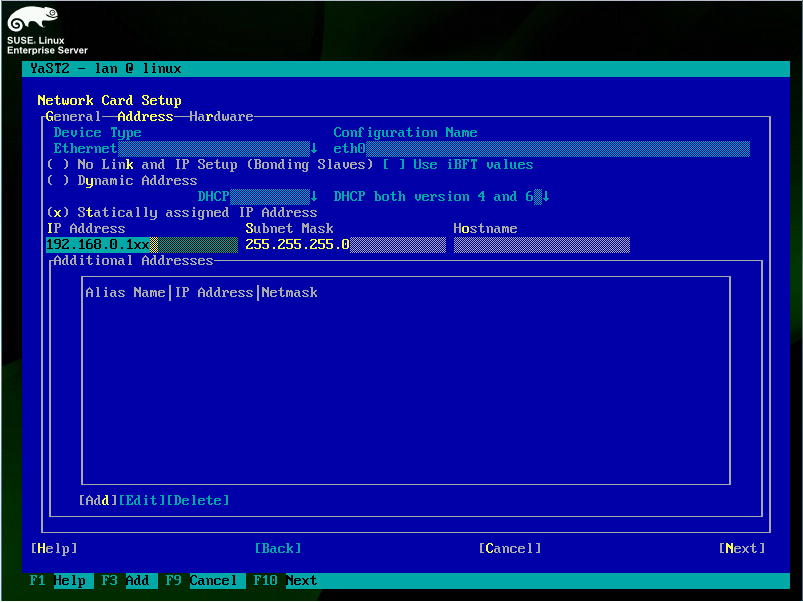 SUSE. Linux
Enterprise Server
YaST2 - lan @ linux
Network Card Setup
General Address Hardware
Device Type Configuration Name
Ethernet ↓ eth0
( ) No Link and IP Setup (Bonding Slaves) [ ] Use iBFT values
( ) Dynamic Address
DHCP ↓ DHCP both version 4 and 6 ↓
(x) Statically assigned IP Address
IP Address Subnet Mask Hostname
192.168.0.1xx 255.255.255.0
Additional Addresses
Alias Name|IP Address|Netmask
[Add][Edit][Delete]
[Help] [Back] [Cancel] [Next]
F1 Help F3 Add F9 Cancel F10 Next